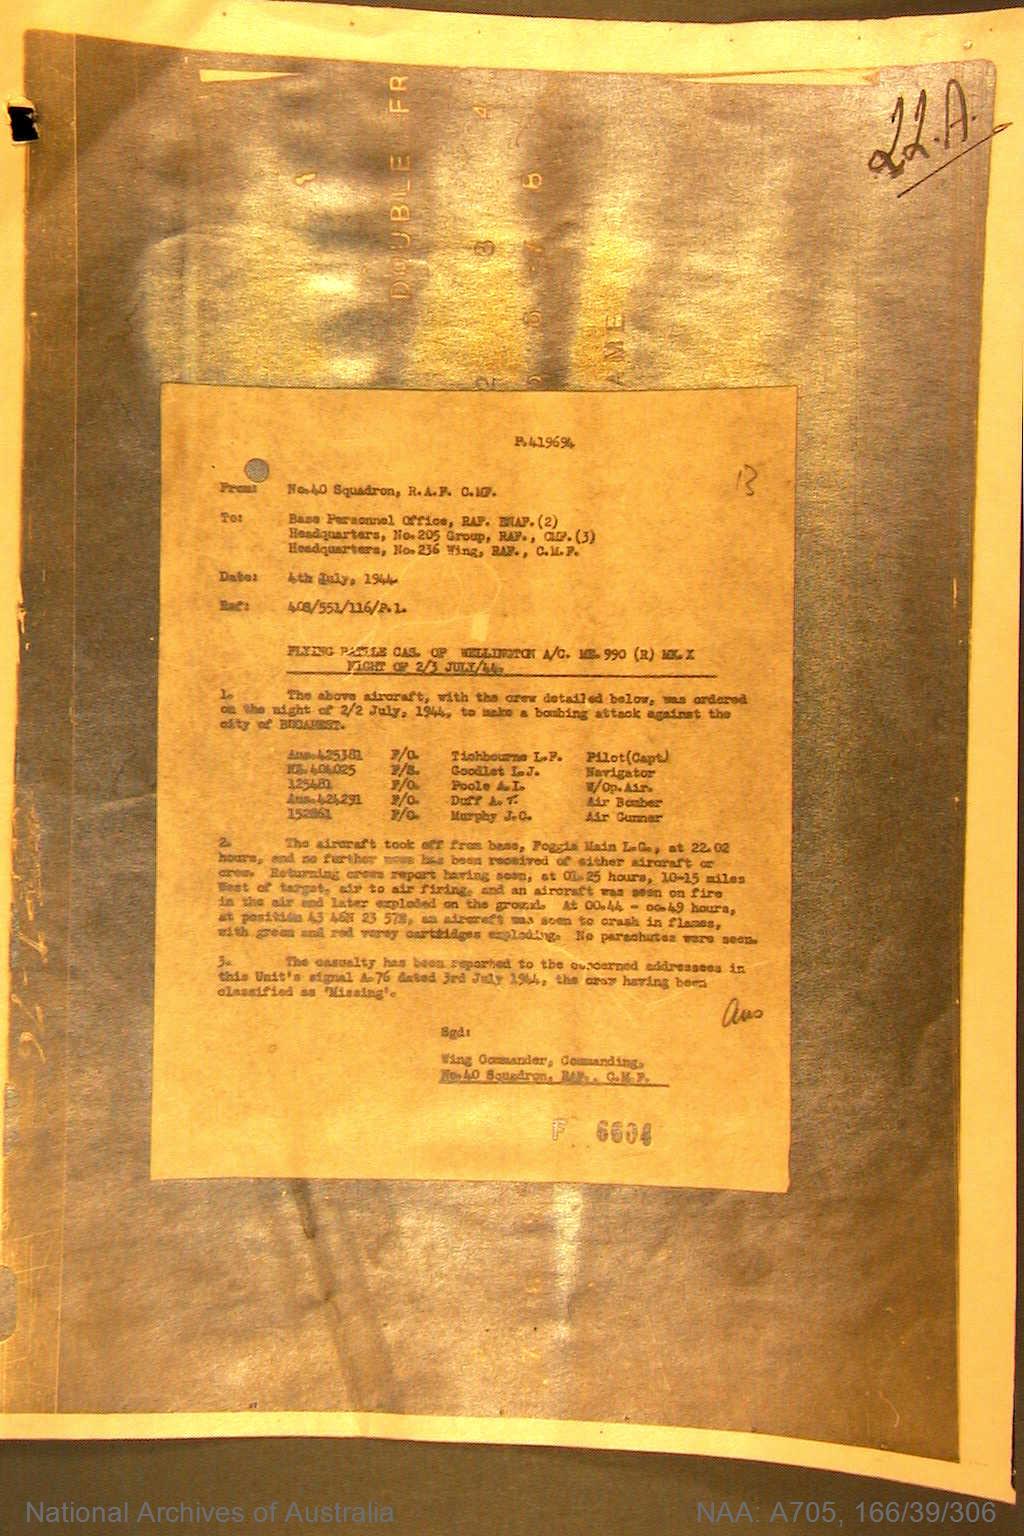 22.A.
DOUBLE FR
AME
P.419694
13
From: No.40 Squadron, R.A.F. C.MF.
To: Base Personnel Office, RAF. BNAF.(2)
Headquarters, No.205 Group, RAF., CMF.(3)
Headquarters, No.236 Wing, RAF., C.M.F.
Date: 4th July, 1944.
Ref: 40S/551/116/P.1.
FLYING BATTLE CAS. OF WELLINGTON A/C. ME.990 (R) MK.X
NIGHT OF 2/3 JULY/44.
1. The above aircraft, with the crew detailed below, was ordered
on the night of 2/2 July, 1944, to make a bombing attack against the
city of BUDAPEST.
Aus.425381 F/O. Tichbourne L.F. Pilot(Capt)
NZ.404025 F/S. Goodlet L.J. Navigator
125481 F/O. Poole A.I. W/Op.Air.
Aus.424291 F/O. Duff A.T. Air Bomber
152861 F/O. Murphy J.C. Air Gunner
2. The aircraft took off from base, Foggia Main L.G., at 22.02
hours, and no further news has been received of either aircraft or
crew. Returning crews report having seen, at 01.25 hours, 10-15 miles
West of target, air to air firing, and an aircraft was seen on fire
in the air and later exploded on the ground. At 00.44 - oo.49 hours,
at position 43 46N 23 57E, an aircraft was seen to crash in flames,
with green and red verey cartridges exploding. No parachutes were seen.
3. The casualty has been reported to the concerned addressees in
this Unit's signal A.76 dated 3rd July 1944, the crew having been
classified as 'Missing'.
Aus
Sgd:
Wing Commander, Commanding,
No.40 Squadron, RAF., C.M.F.
F 6604
National Archives of Australia NAA: A705, 166/39/306